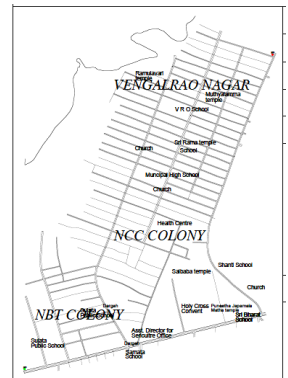 Ramulavari
temple
VENGALRAO NAGAR
Muthyalamma
temple
V R O School
Sri Rama temple
School
Church
Muncipal High School
Church
Health Centre
NCC COLONY
Shanti School
Saibaba temple
Church
Holy Cross
Convent
Puneetha Japamala
Matha temple
Sri Bharat
School
Dargah
NBT COLONY
Asst. Director for
Sericulture Office
Sujata
Public School
Dargah
Samata
School